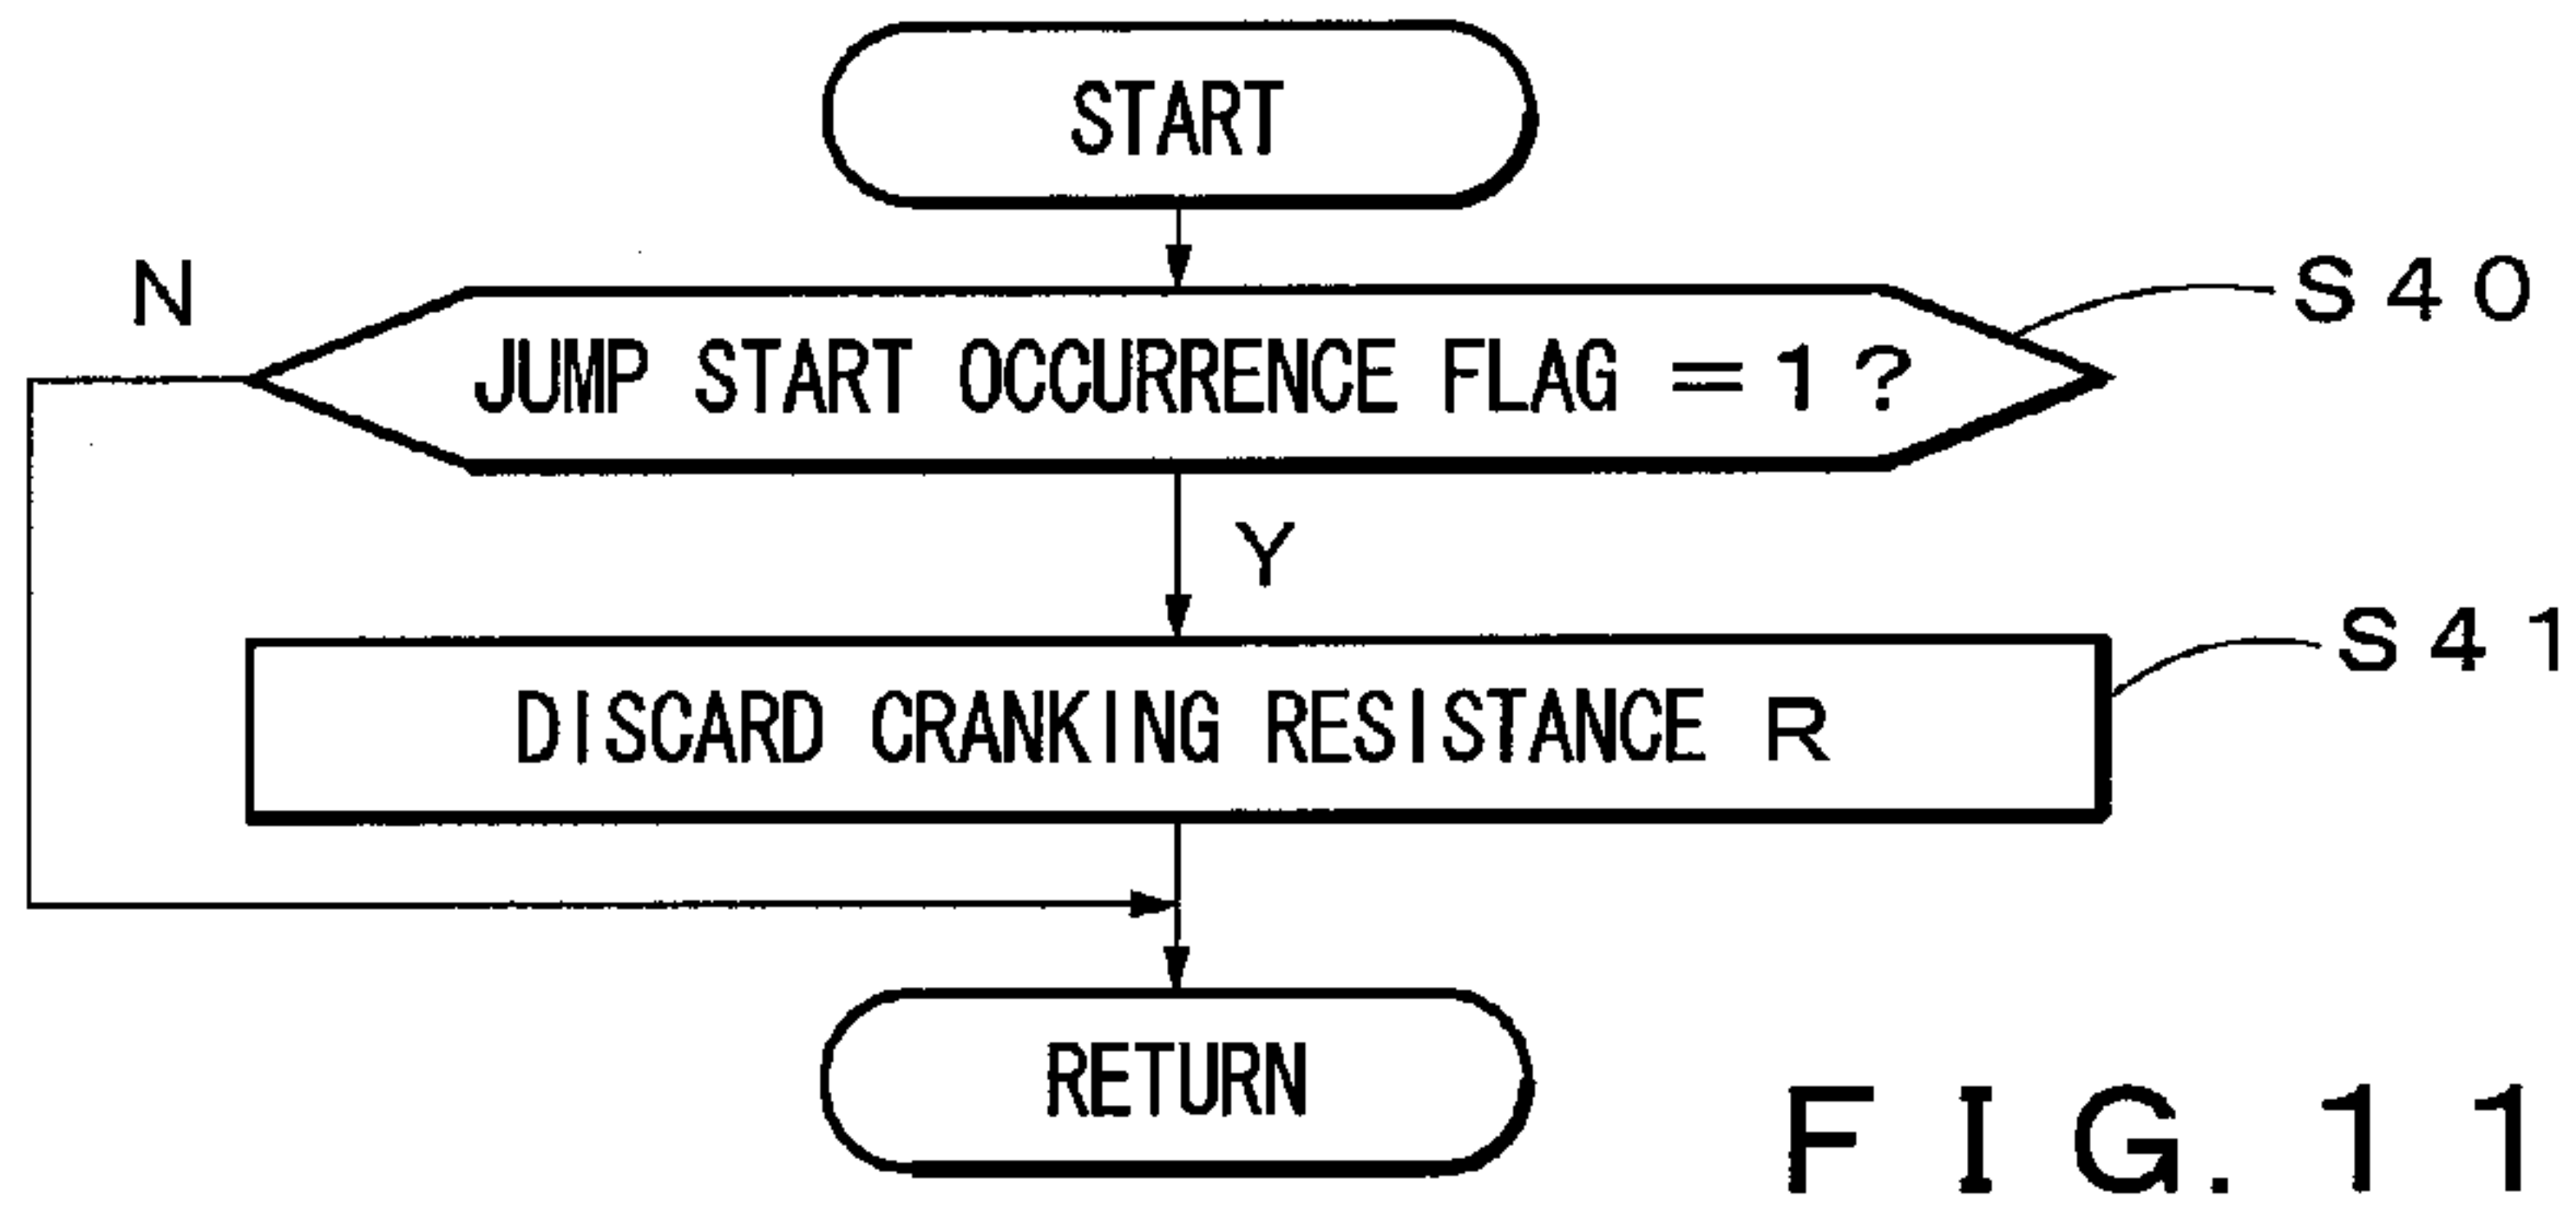 START
N
JUMP START OCCURRENCE FLAG =1?
S40
Y
DISCARD CRANKING RESISTANCE R
S41
RETURN
FIG. 11